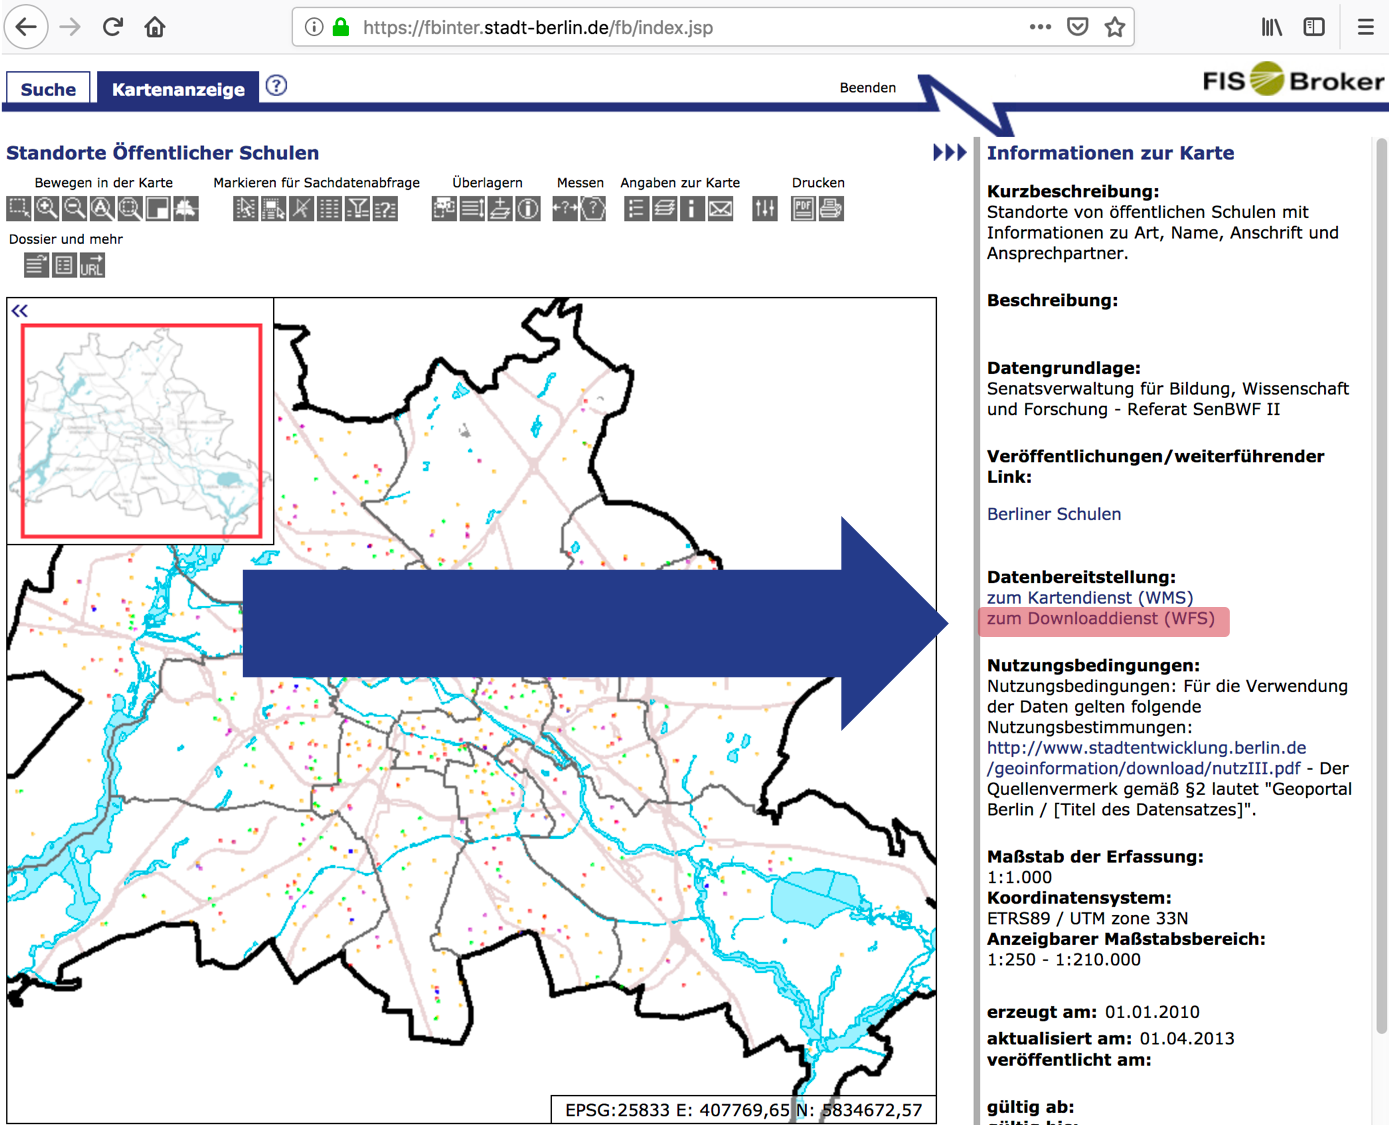 https://fbinter.stadt-berlin.de/fb/index.jsp
Suche
Kartenanzeige
?
Beenden
FIS Broker
Standorte Öffentlicher Schulen
Bewegen in der Karte
Markieren für Sachdatenabfrage
Überlagern
Messen
Angaben zur Karte
Drucken
PDF
Dossier und mehr
URL
Informationen zur Karte
Kurzbeschreibung:
Standorte von öffentlichen Schulen mit
Informationen zu Art, Name, Anschrift und
Ansprechpartner.
Beschreibung:
Datengrundlage:
Senatsverwaltung für Bildung, Wissenschaft
und Forschung - Referat SenBWF II
Veröffentlichungen/weiterführender
Link:
Berliner Schulen
Datenbereitstellung:
zum Kartendienst (WMS)
zum Downloaddienst (WFS)
Nutzungsbedingungen:
Nutzungsbedingungen: Für die Verwendung
der Daten gelten folgende
Nutzungsbestimmungen:
http://www.stadtentwicklung.berlin.de
/geoinformation/download/nutzIII.pdf - Der
Quellenvermerk gemäß §2 lautet "Geoportal
Berlin / [Titel des Datensatzes]".
Maßstab der Erfassung:
1:1.000
Koordinatensystem:
ETRS89 / UTM zone 33N
Anzeigbarer Maßstabsbereich:
1:250 - 1:210.000
erzeugt am: 01.01.2010
aktualisiert am: 01.04.2013
veröffentlicht am:
gültig ab:
EPSG:25833 E: 407769,65 N: 5834672,57